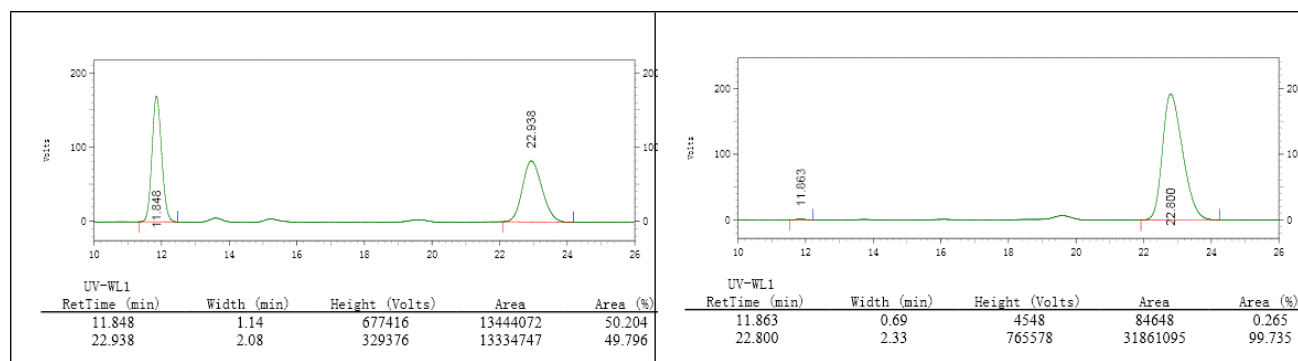 200
100
0
Volts
200
100
0
11.848
22.938
10 12 14 16 18 20 22 24 26
UV-WL1
RetTime (min) Width (min) Height (Volts) Area Area (%)
11.848 1.14 677416 13444072 50.204
22.938 2.08 329376 13334747 49.796
200
100
0
Volts
20
10
0
11.863
22.800
10 12 14 16 18 20 22 24 26
UV-WL1
RetTime (min) Width (min) Height (Volts) Area Area (%)
11.863 0.69 4548 84648 0.265
22.800 2.33 765578 31861095 99.735